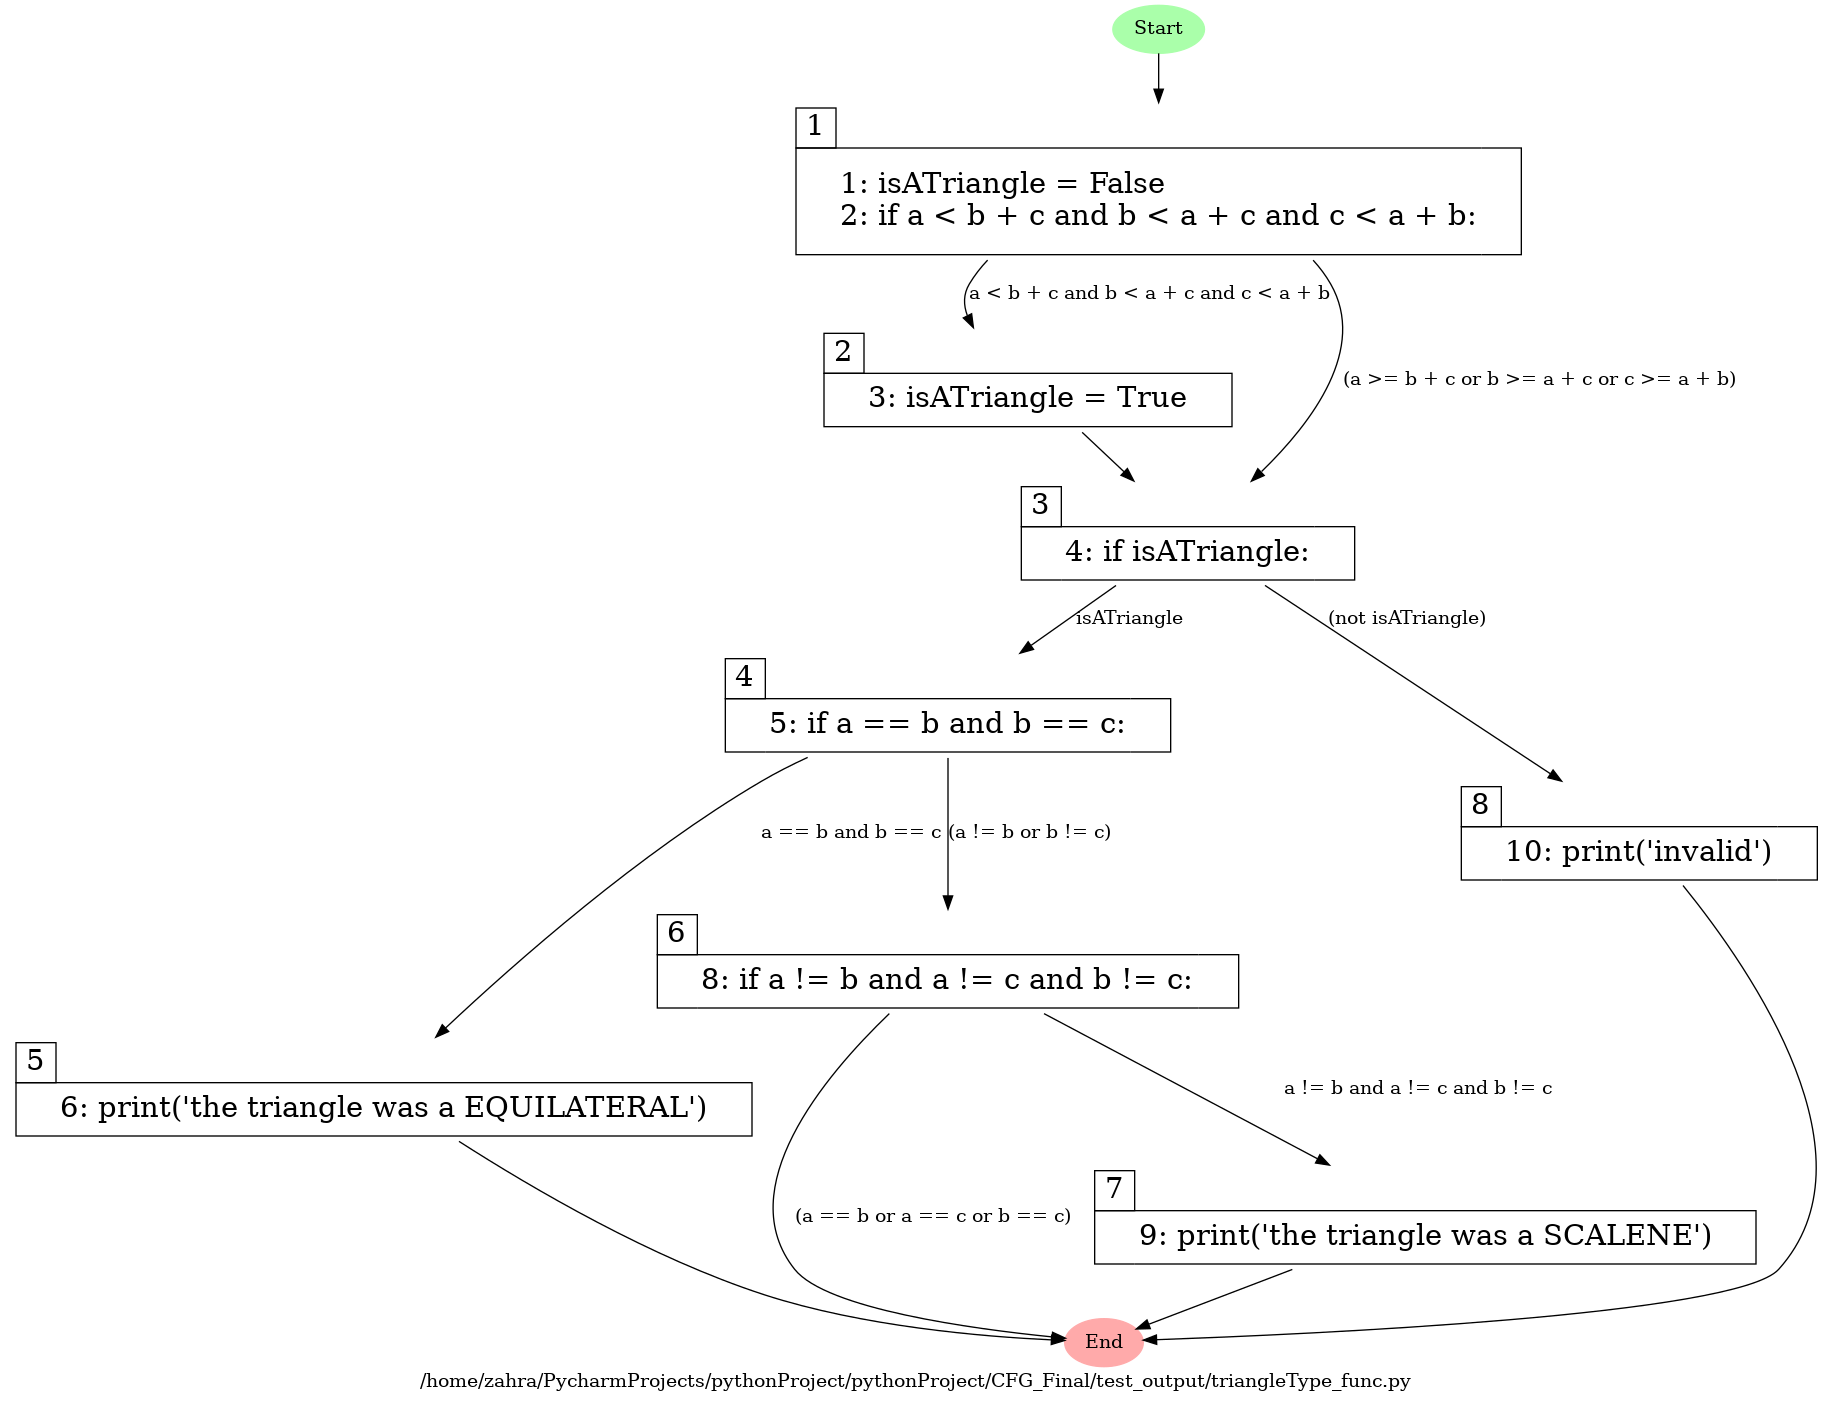 Start
1
1: isATriangle = False
2: if a < b + c and b < a + c and c < a + b:
a < b + c and b < a + c and c < a + b
2
3: isATriangle = True
(a >= b + c or b >= a + c or c >= a + b)
3
4: if isATriangle:
isATriangle
(not isATriangle)
4
5: if a == b and b == c:
8
10: print('invalid')
a == b and b == c
(a != b or b != c)
6
8: if a != b and a != c and b != c:
5
6: print('the triangle was a EQUILATERAL')
a != b and a != c and b != c
(a == b or a == c or b == c)
7
9: print('the triangle was a SCALENE')
End
/home/zahra/PycharmProjects/pythonProject/pythonProject/CFG_Final/test_output/triangleType_func.py